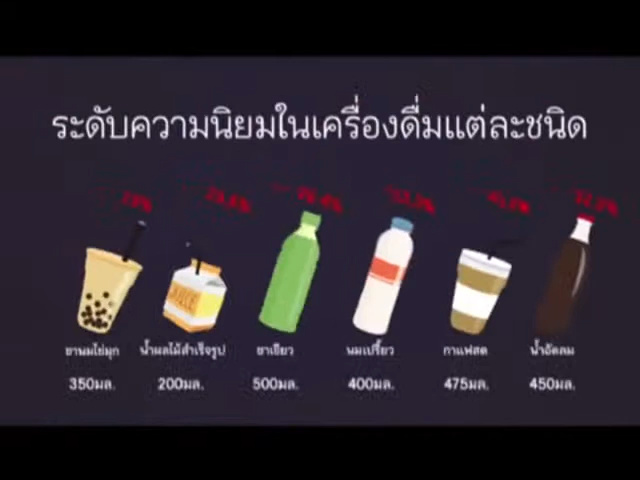 ระดับความนิยมในเครื่องดื่มแต่ละชนิด
JUICE
ชานมไข่มุก น้ำผลไม้สำเร็จรูป ชาเขียว นมเปรี้ยว กาแฟสด น้ำอัดลม
350มล. 200มล. 500มล. 400มล. 475มล. 450มล.